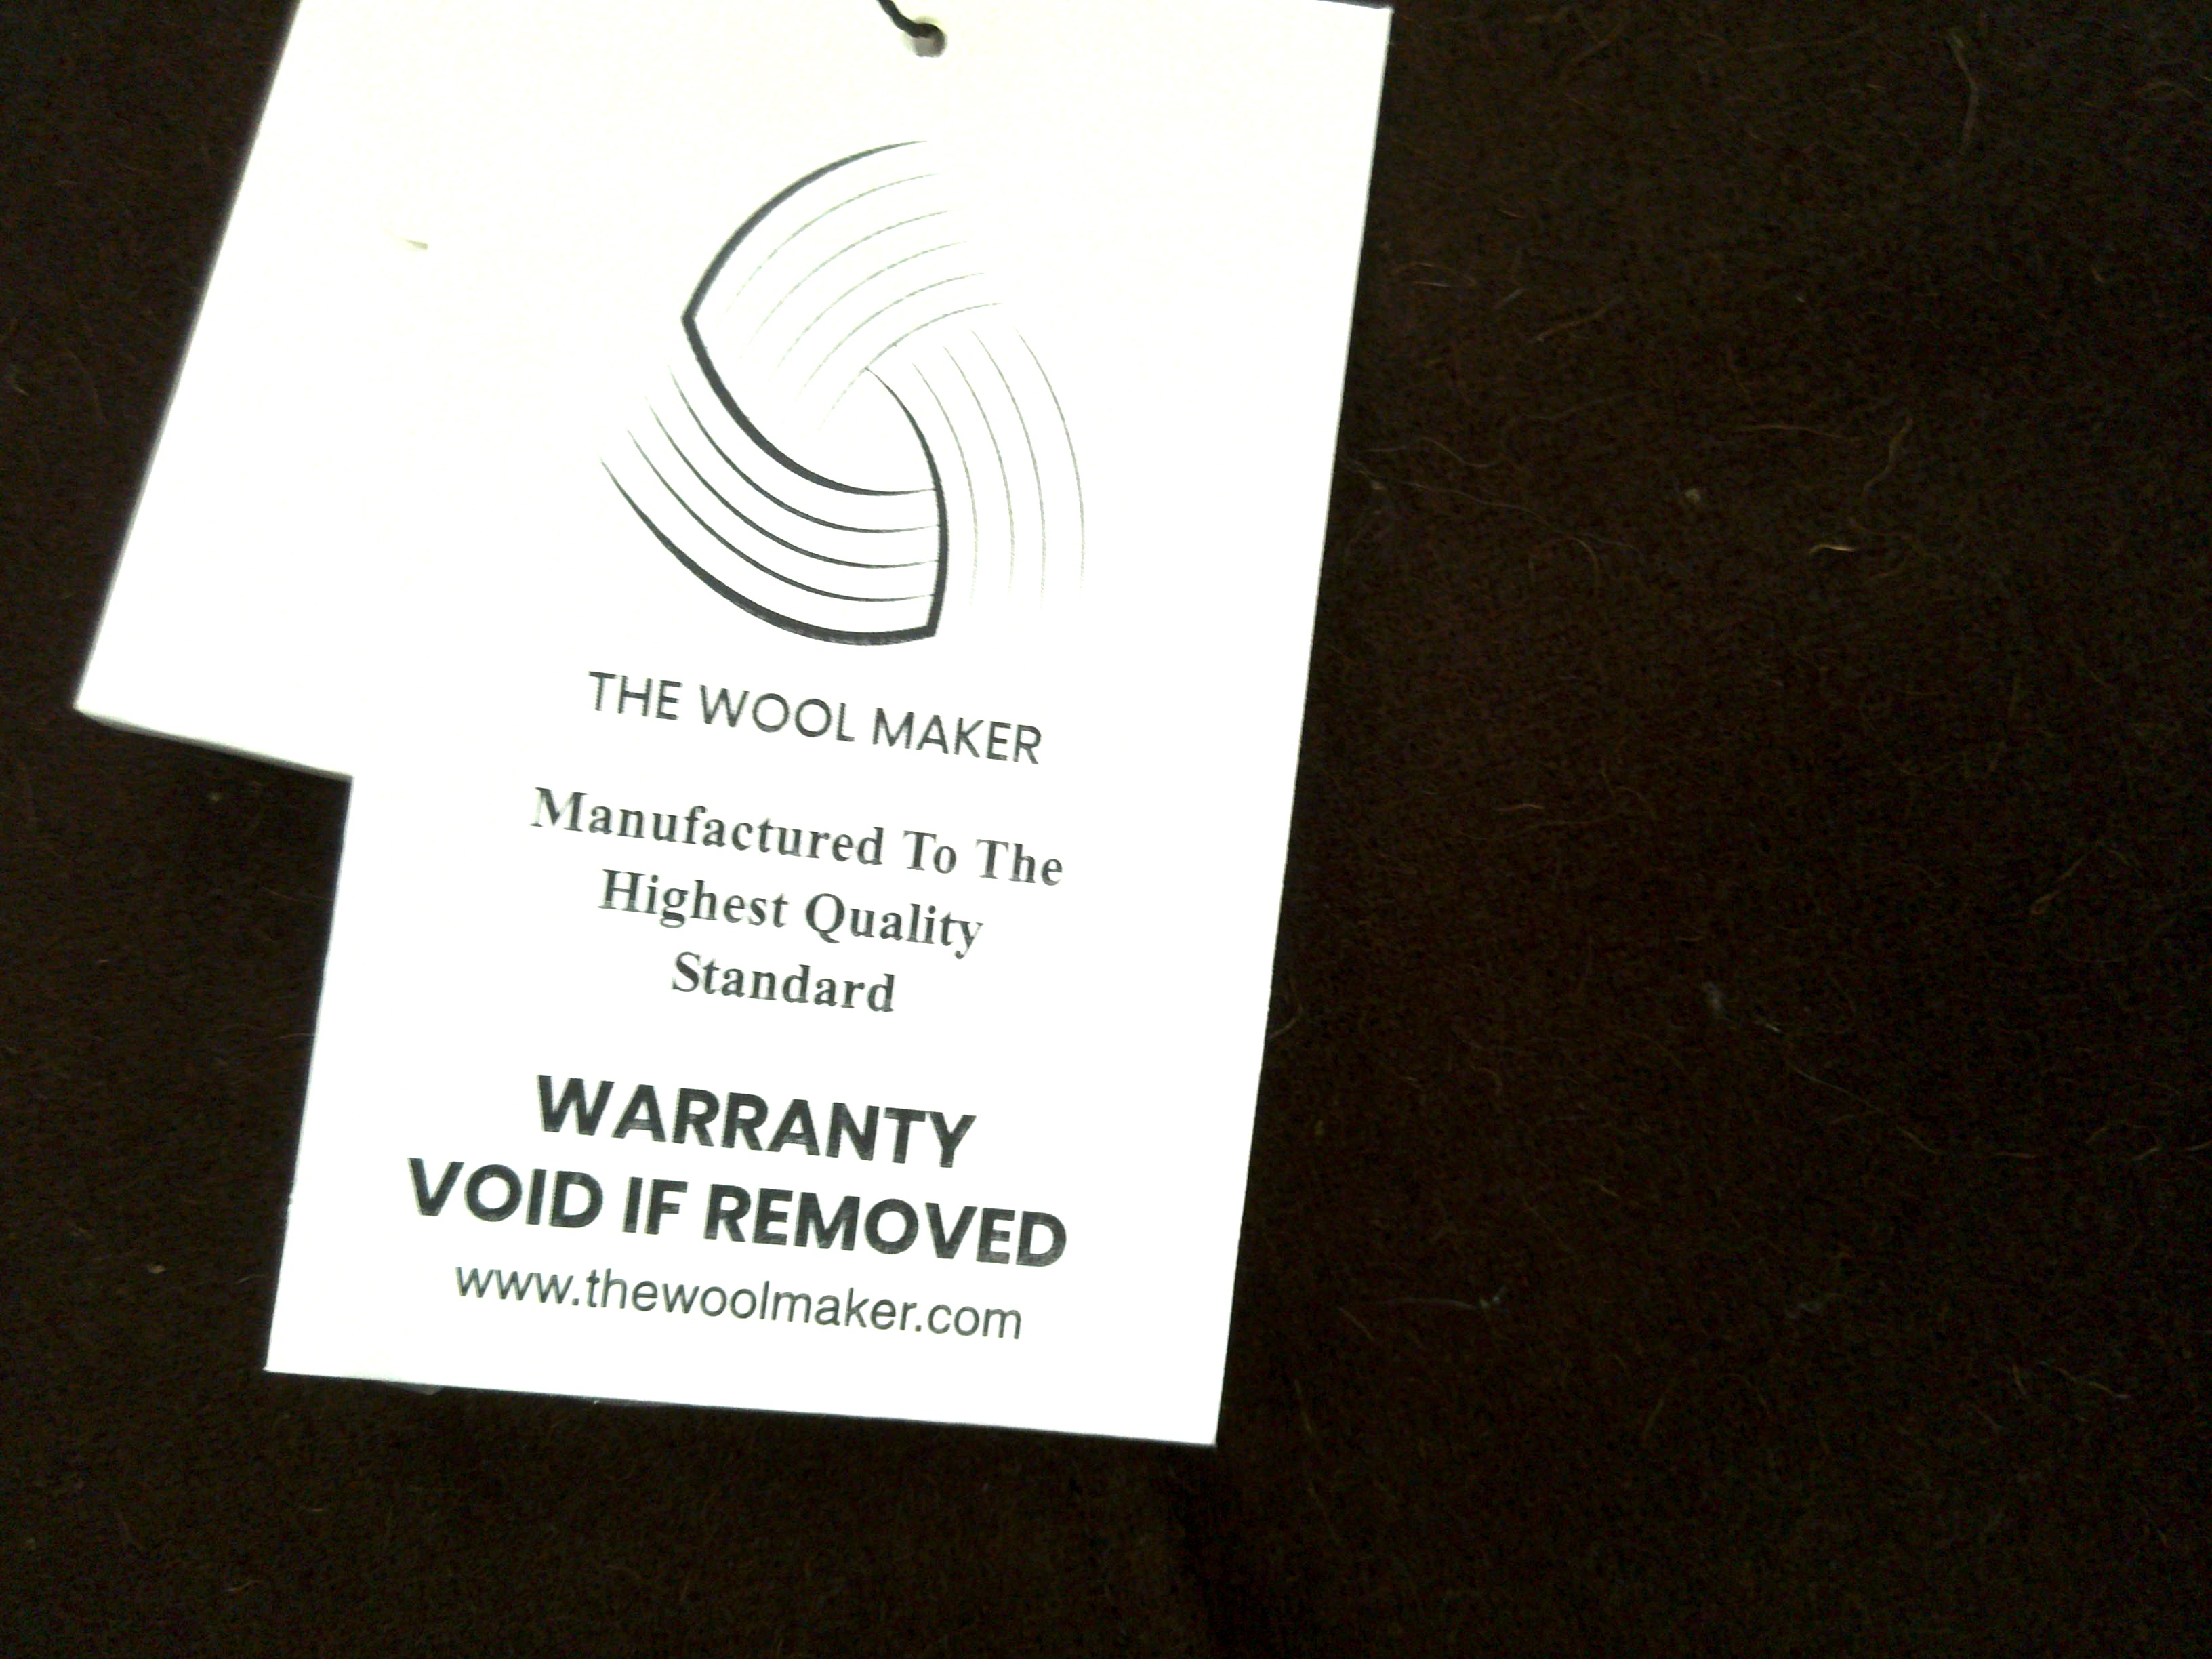 THE WOOL MAKER
Manufactured To The
Highest Quality
Standard
WARRANTY
VOID IF REMOVED
www.thewoolmaker.com